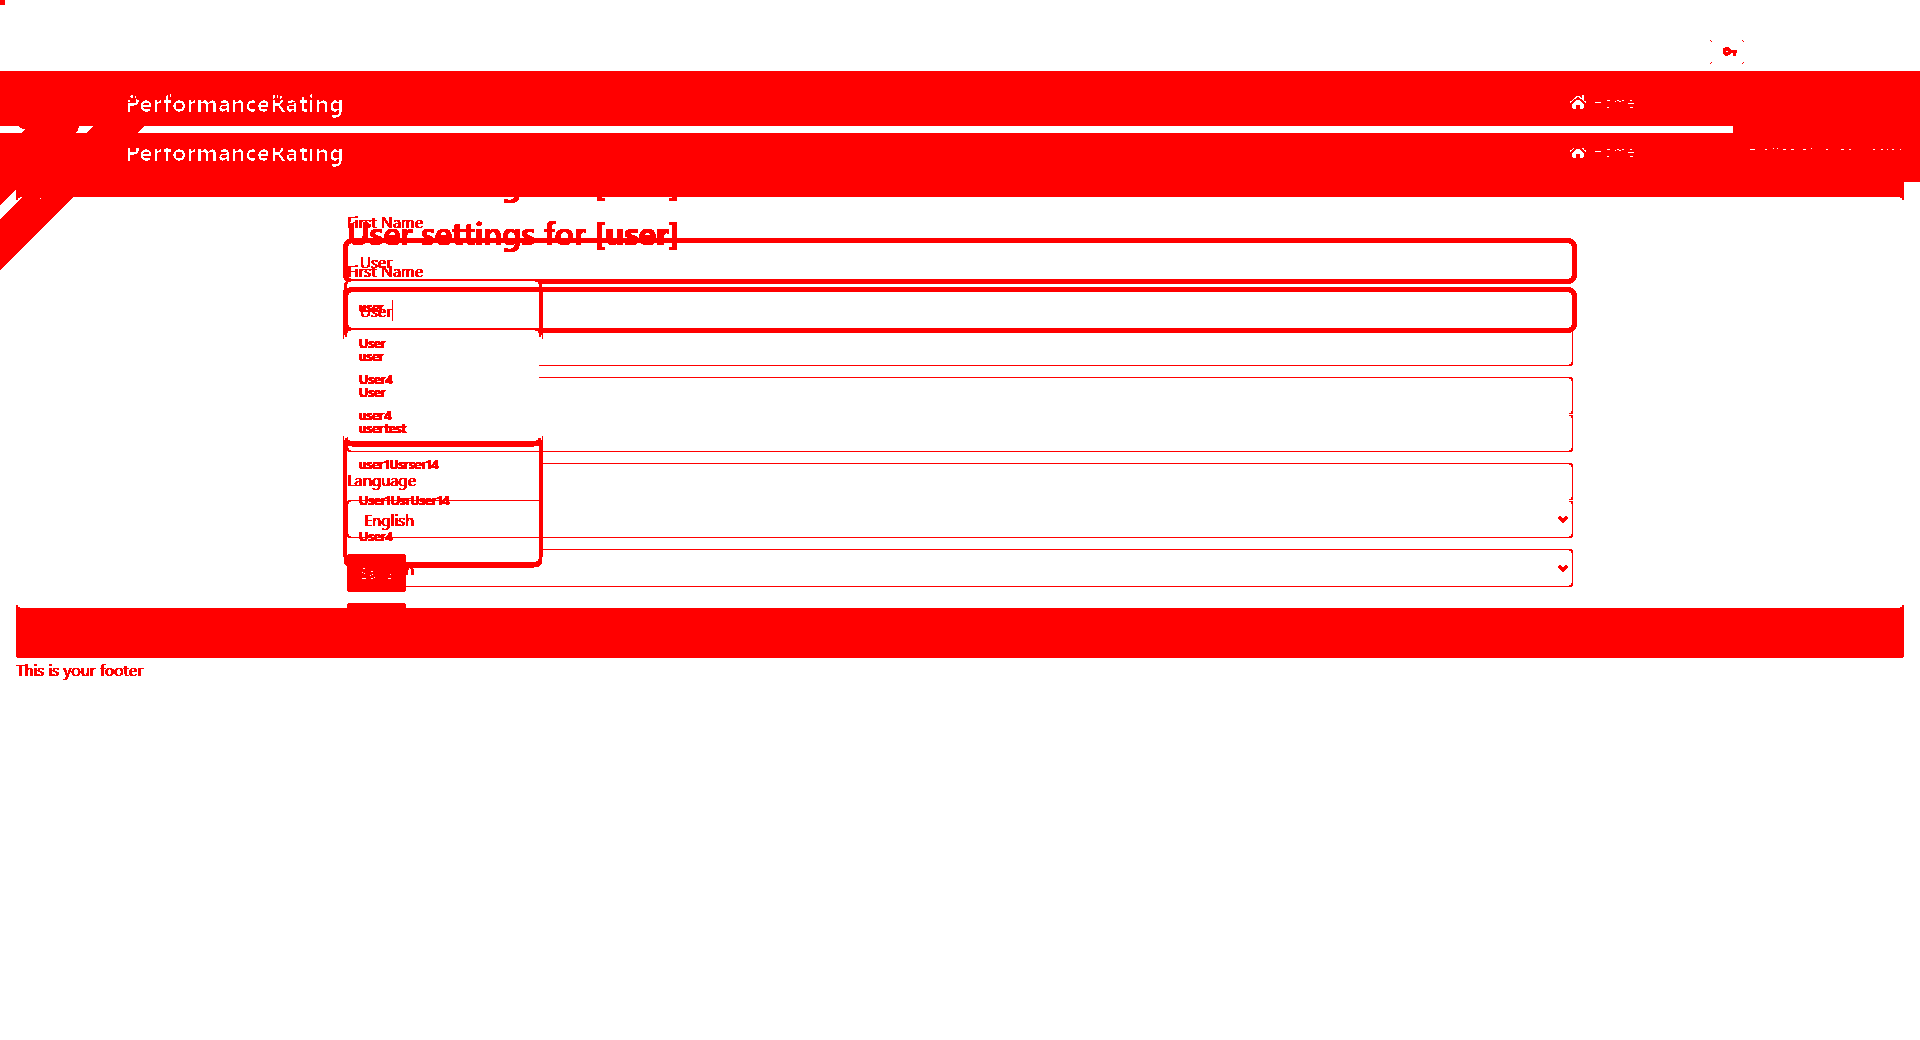 PerformanceRating
Home
PerformanceRating
Home
First Name
User settings for [user]
User
First Name
user
User
User
user
User4
User
user4
usertest
user1Usrser14
Language
User1UsrUser14
English
User4
This is your footer